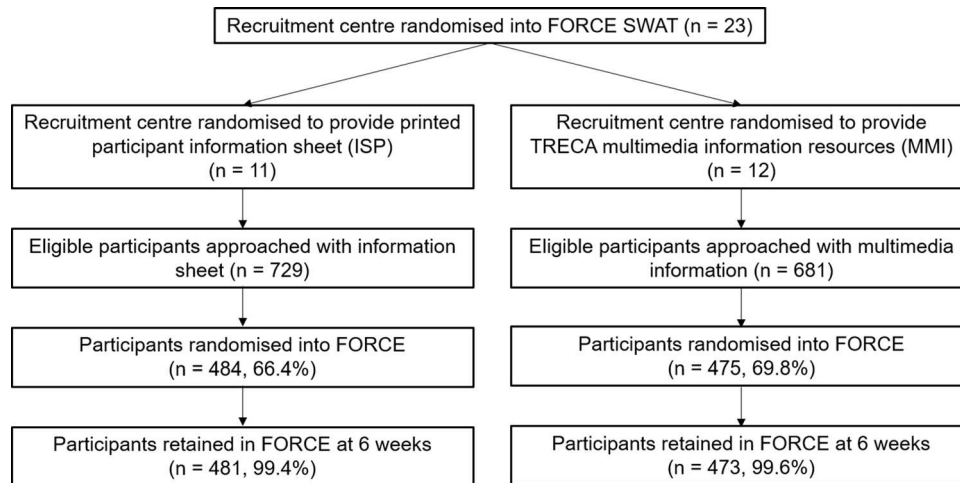 Recruitment centre randomised into FORCE SWAT (n = 23)
Recruitment centre randomised to provide printed
participant information sheet (ISP)
(n = 11)
Recruitment centre randomised to provide
TRECA multimedia information resources (MMI)
(n = 12)
Eligible participants approached with information
sheet (n = 729)
Eligible participants approached with multimedia
information (n = 681)
Participants randomised into FORCE
(n = 484, 66.4%)
Participants randomised into FORCE
(n = 475, 69.8%)
Participants retained in FORCE at 6 weeks
(n = 481, 99.4%)
Participants retained in FORCE at 6 weeks
(n = 473, 99.6%)